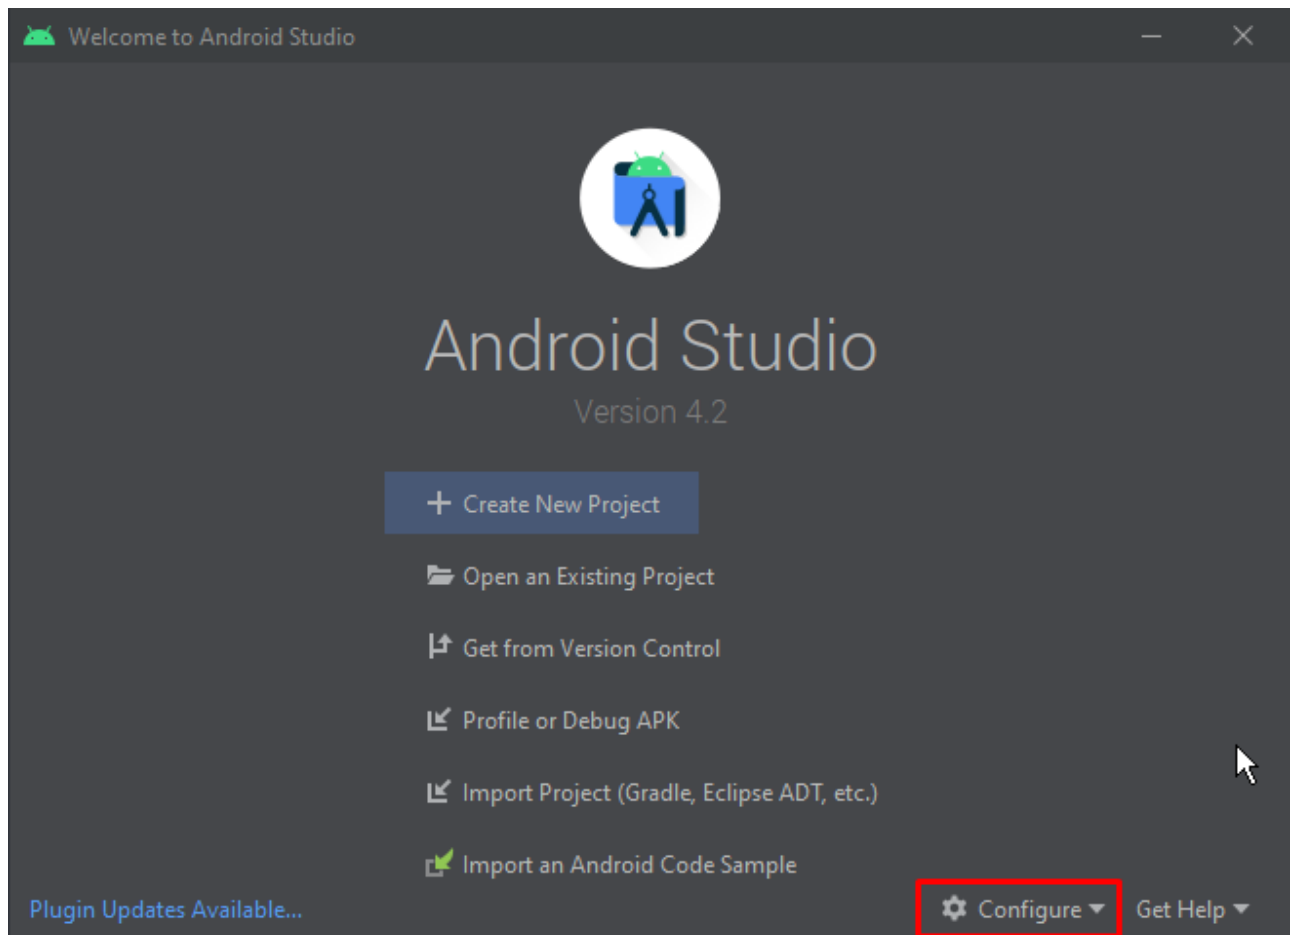 Welcome to Android Studio
Android Studio
Version 4.2
Create New Project
Open an Existing Project
Get from Version Control
Profile or Debug APK
Import Project (Gradle, Eclipse ADT, etc.)
Import an Android Code Sample
Plugin Updates Available... Configure Get Help